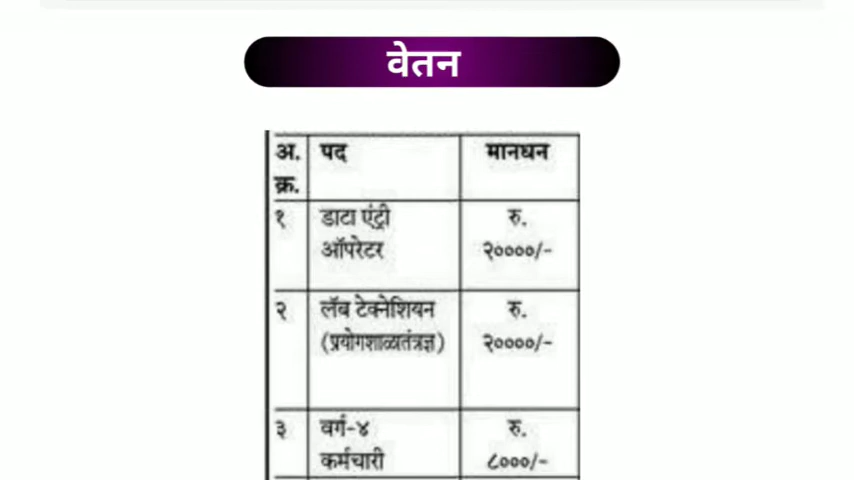 वेतन
अ. पद मानधन
क्र.
१ डाटा एंट्री रु.
ऑपरेटर २००००/-
२ लॅब टेक्नेशियन रु.
(प्रयोगशाळातंत्रज्ञ) २००००/-
३ वर्ग-४ रु.
कर्मचारी ८०००/-